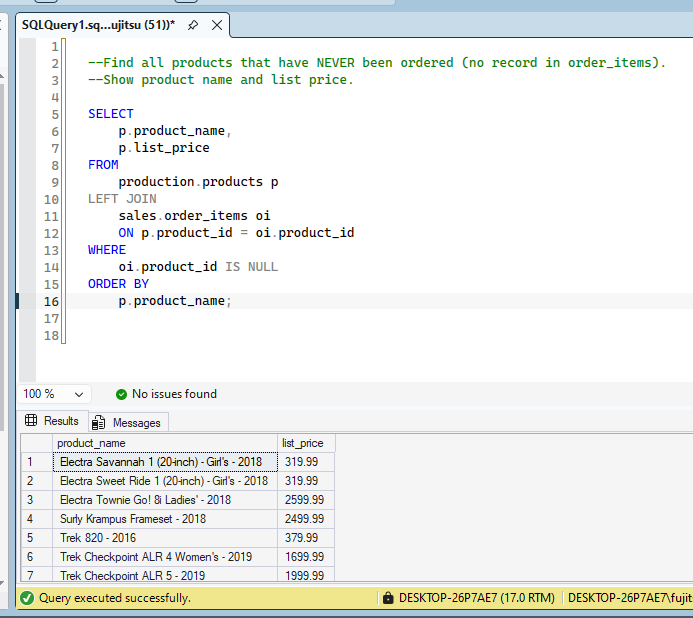 SQLQuery1.sq...ujitsu (51))*
1
2 --Find all products that have NEVER been ordered (no record in order_items).
3 --Show product name and list price.
4
5 SELECT
6 p.product_name,
7 p.list_price
8 FROM
9 production.products p
10 LEFT JOIN
11 sales.order_items oi
12 ON p.product_id = oi.product_id
13 WHERE
14 oi.product_id IS NULL
15 ORDER BY
16 p.product_name;
17
18
100 % No issues found
Results Messages
product_name list_price
1 Electra Savannah 1 (20-inch) - Girl's - 2018 319.99
2 Electra Sweet Ride 1 (20-inch) - Girl's - 2018 319.99
3 Electra Townie Go! 8i Ladies' - 2018 2599.99
4 Surly Krampus Frameset - 2018 2499.99
5 Trek 820 - 2016 379.99
6 Trek Checkpoint ALR 4 Women's - 2019 1699.99
7 Trek Checkpoint ALR 5 - 2019 1999.99
Query executed successfully. DESKTOP-26P7AE7 (17.0 RTM) DESKTOP-26P7AE7\fujit